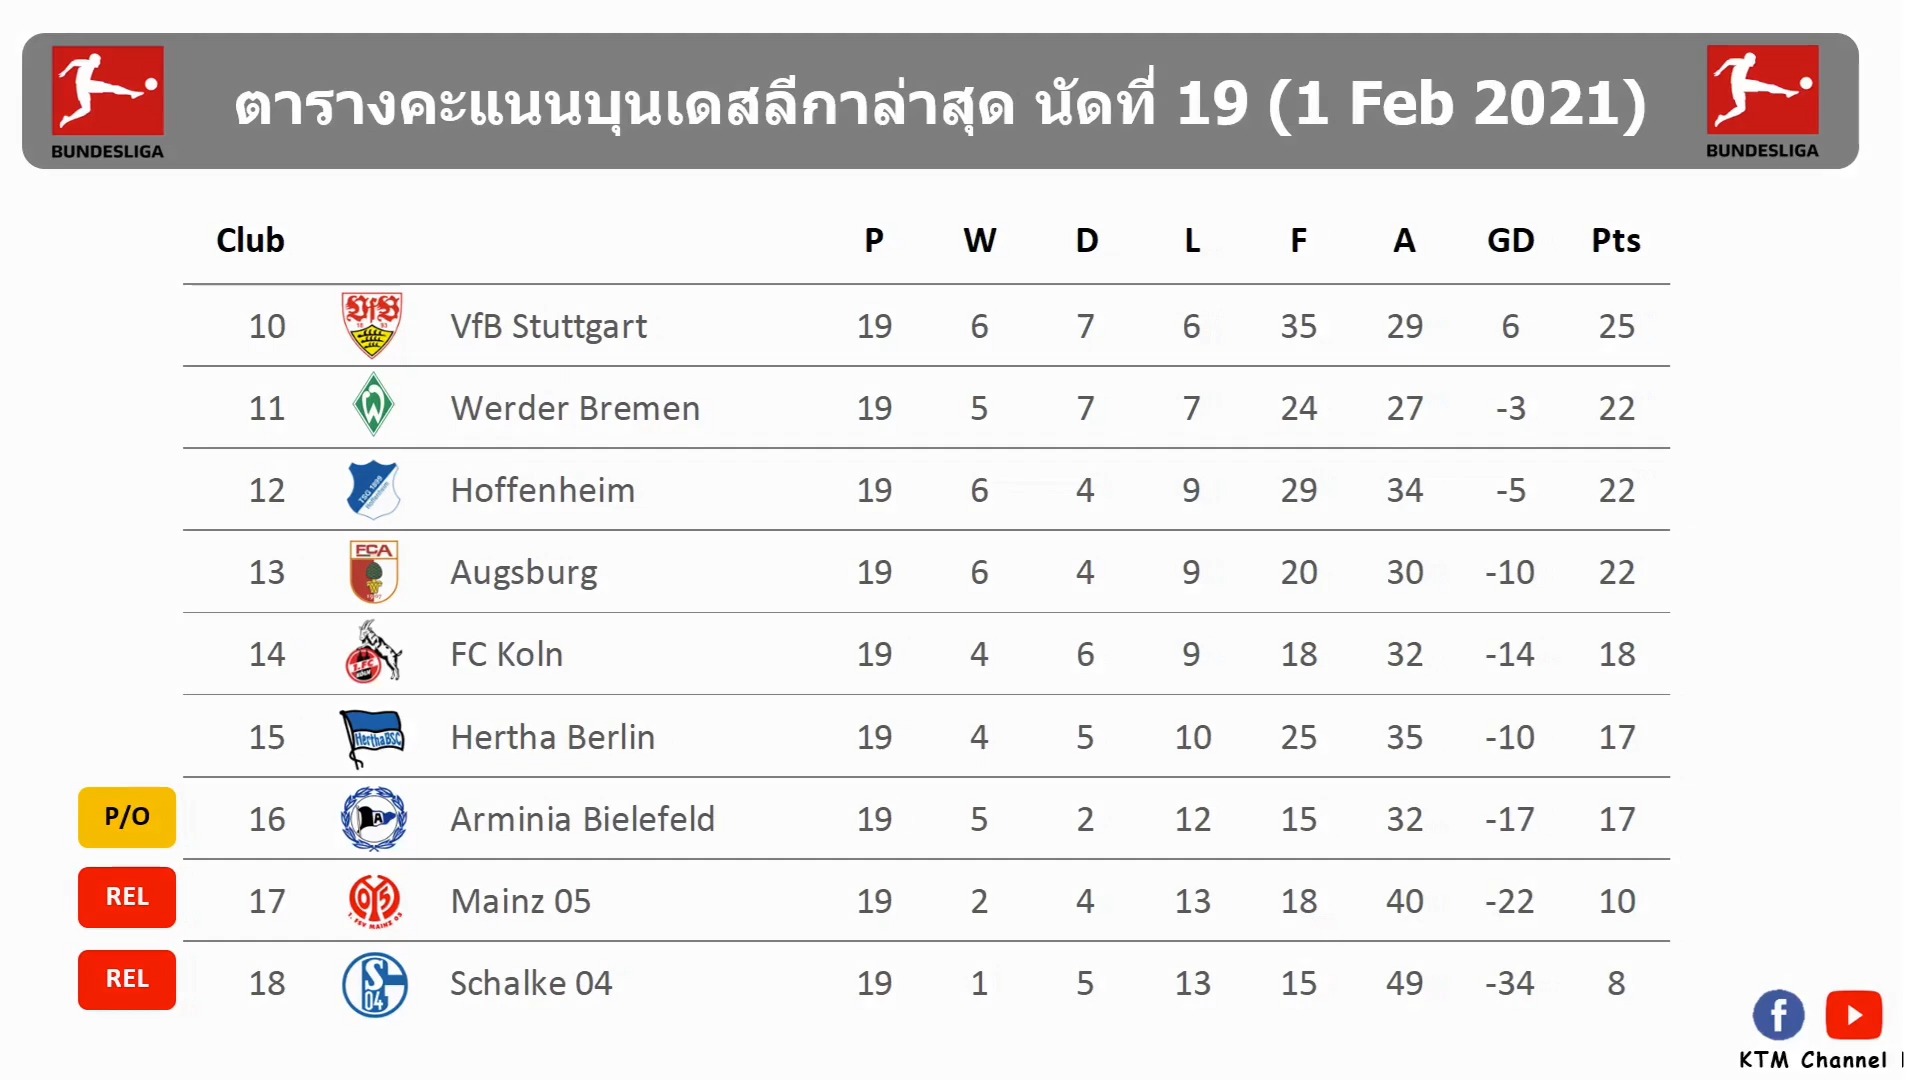 ตารางคะแนนบุนเดสลีกาล่าสุด นัดที่ 19 (1 Feb 2021)
BUNDESLIGA
BUNDESLIGA
Club P W D L F A GD Pts
10 VfB Stuttgart 19 6 7 6 35 29 6 25
11 Werder Bremen 19 5 7 7 24 27 -3 22
12 Hoffenheim 19 6 4 9 29 34 -5 22
13 Augsburg 19 6 4 9 20 30 -10 22
14 FC Koln 19 4 6 9 18 32 -14 18
15 Hertha Berlin 19 4 5 10 25 35 -10 17
P/O 16 Arminia Bielefeld 19 5 2 12 15 32 -17 17
REL 17 Mainz 05 19 2 4 13 18 40 -22 10
REL 18 Schalke 04 19 1 5 13 15 49 -34 8
KTM Channel